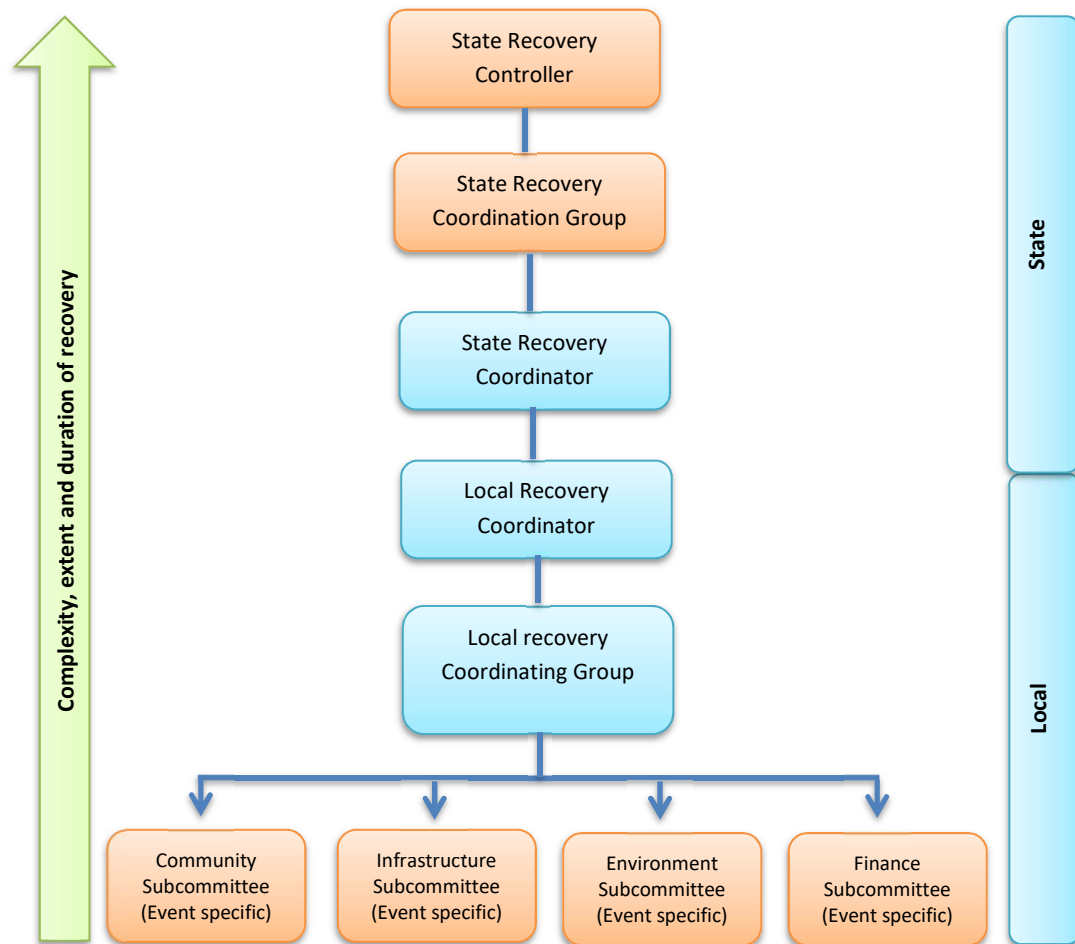 State Recovery
Controller
State Recovery
Coordination Group
State Recovery
Coordinator
Local Recovery
Coordinator
Local recovery
Coordinating Group
Community
Subcommittee
(Event specific)
Infrastructure
Subcommittee
(Event specific)
Environment
Subcommittee
(Event specific)
Finance
Subcommittee
(Event specific)
Complexity, extent and duration of recovery
State
Local